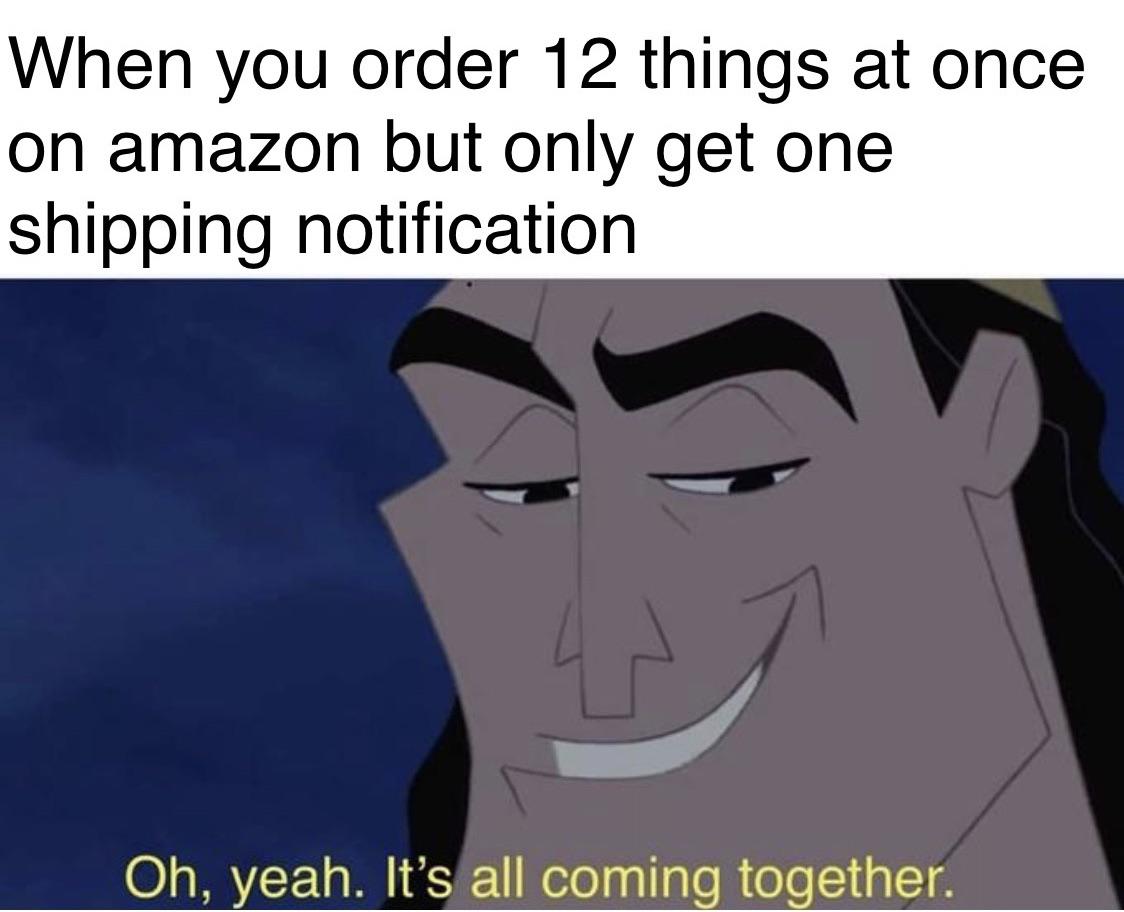 When you order 12 things at once
on amazon but only get one
shipping notification
Oh, yeah. It’s all coming together.